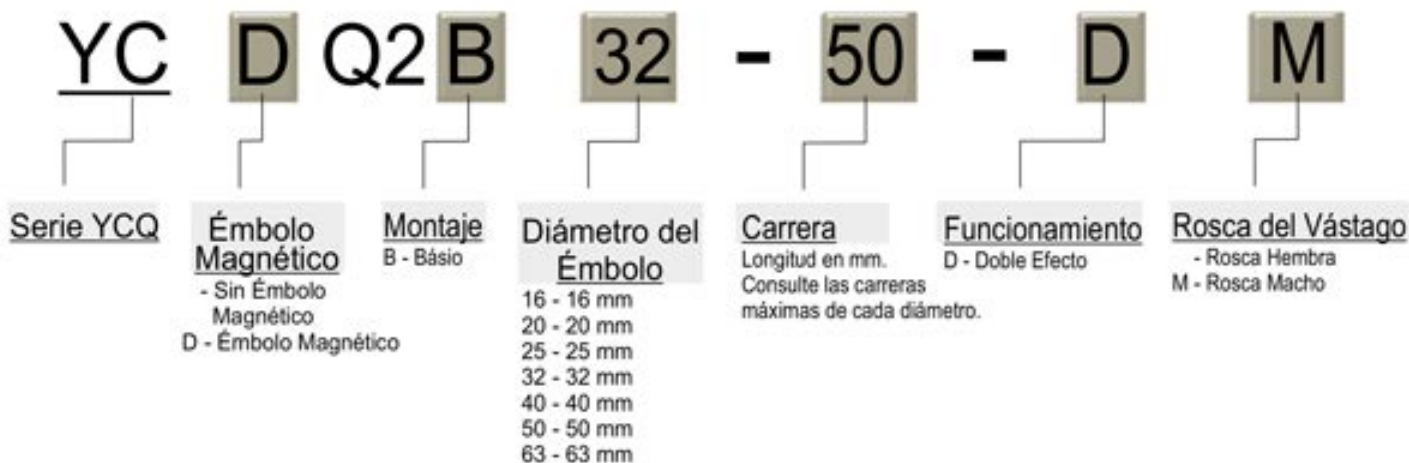 YC D Q2 B 32 - 50 - D M
Serie YCQ
Émbolo
Magnético
- Sin Émbolo
Magnético
D - Émbolo Magnético
Montaje
B - Básio
Diámetro del
Émbolo
16 - 16 mm
20 - 20 mm
25 - 25 mm
32 - 32 mm
40 - 40 mm
50 - 50 mm
63 - 63 mm
Carrera
Longitud en mm.
Consulte las carreras
máximas de cada diámetro.
Funcionamiento
D - Doble Efecto
Rosca del Vástago
- Rosca Hembra
M - Rosca Macho